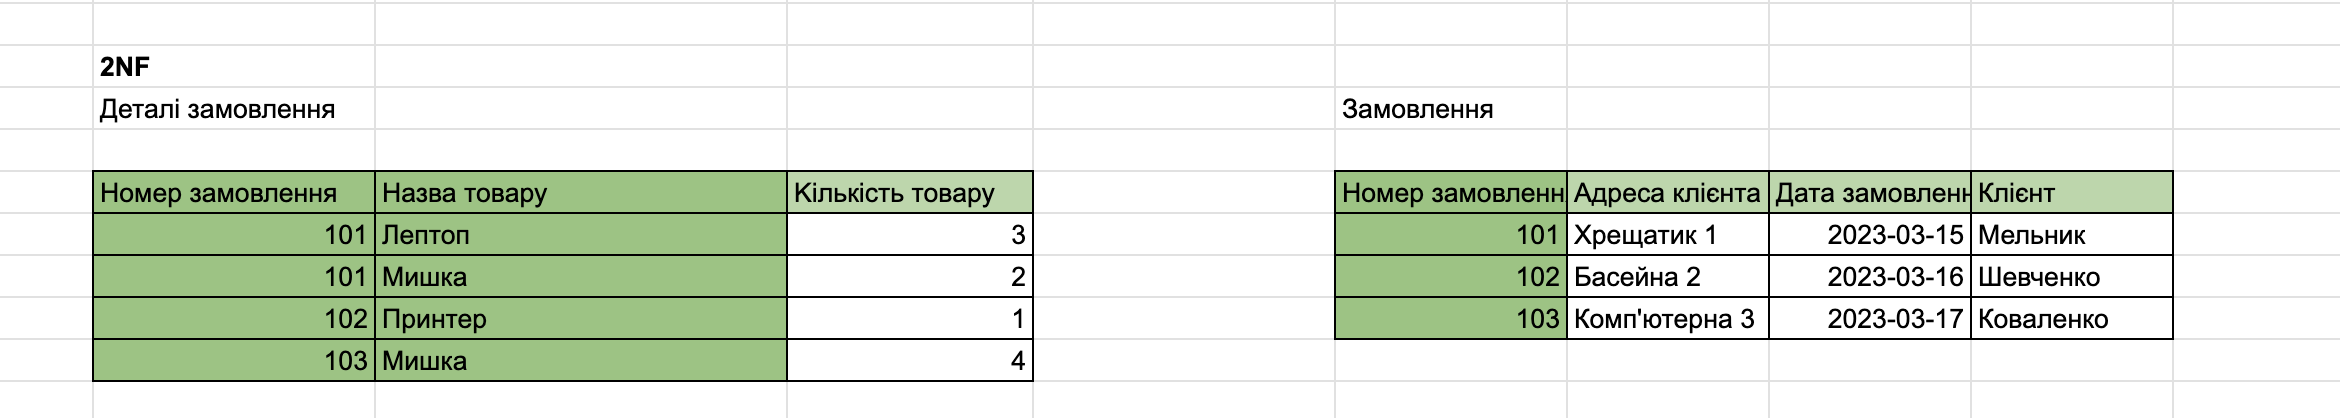 2NF
Деталі замовлення Замовлення
Номер замовлення Назва товару Кількість товару Номер замовленн Адреса клієнта Дата замовленн Клієнт
101 Лептоп 3 101 Хрещатик 1 2023-03-15 Мельник
101 Мишка 2 102 Басейна 2 2023-03-16 Шевченко
102 Принтер 1 103 Комп'ютерна 3 2023-03-17 Коваленко
103 Мишка 4